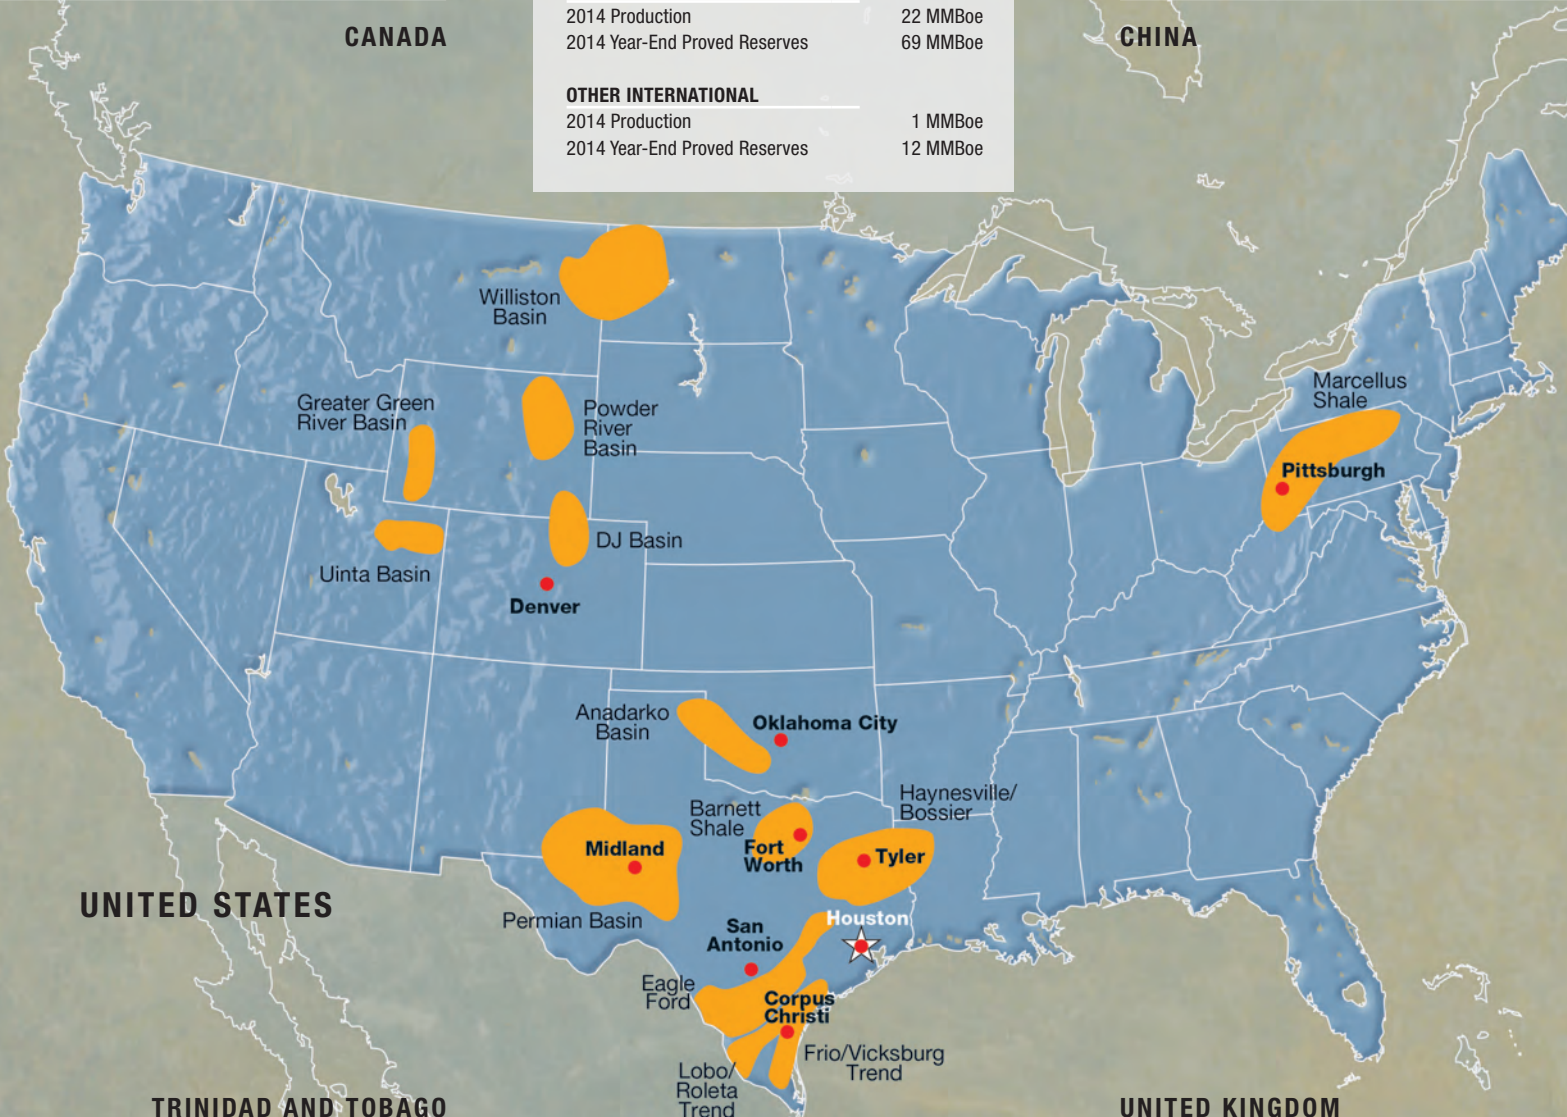 CANADA
2014 Production 22 MMBoe
2014 Year-End Proved Reserves 69 MMBoe
OTHER INTERNATIONAL
2014 Production 1 MMBoe
2014 Year-End Proved Reserves 12 MMBoe
CHINA
Williston
Basin
Greater Green
River Basin
Powder
River
Basin
Marcellus
Shale
Pittsburgh
Uinta Basin
DJ Basin
Denver
Anadarko
Basin
Oklahoma City
Haynesville/
Bossier
Barnett
Shale
Fort
Worth
Midland
Tyler
UNITED STATES
Permian Basin
San
Antonio
Houston
Eagle
Ford
Corpus
Christi
Frio/Vicksburg
Trend
Lobo/
Roleta
Trend
TRINIDAD AND TOBAGO
UNITED KINGDOM